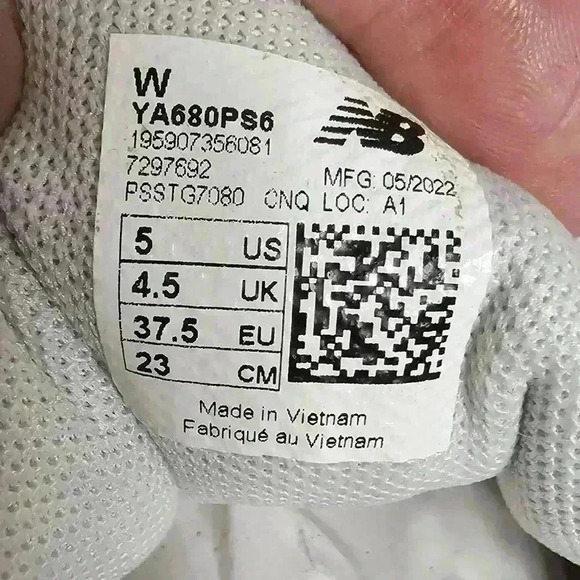 W
YA680PS6
195907356081
7297692
PSSTG7080 CNQ
NB
MFG: 05/2022
LOC: A1
5 US
4.5 UK
37.5 EU
23 CM
Made in Vietnam
Fabriqué au Vietnam